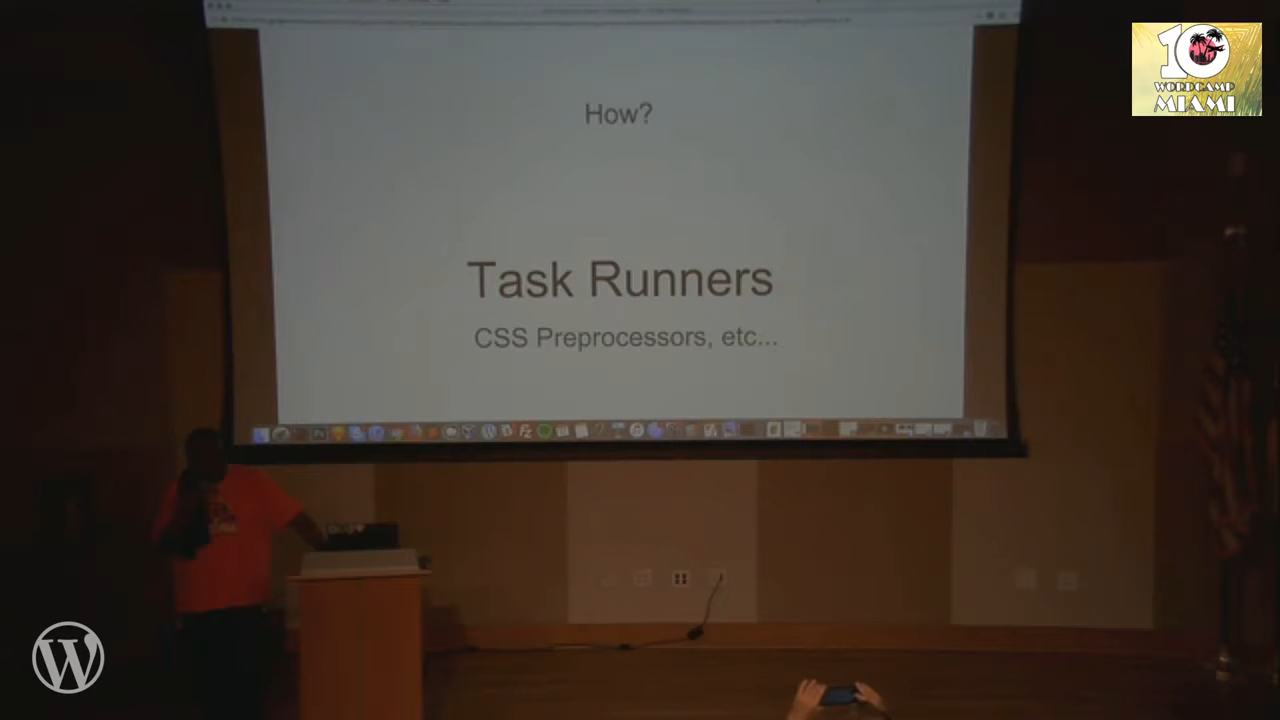 How?
Task Runners
CSS Preprocessors, etc...
10
WORDCAMP
MIAMI